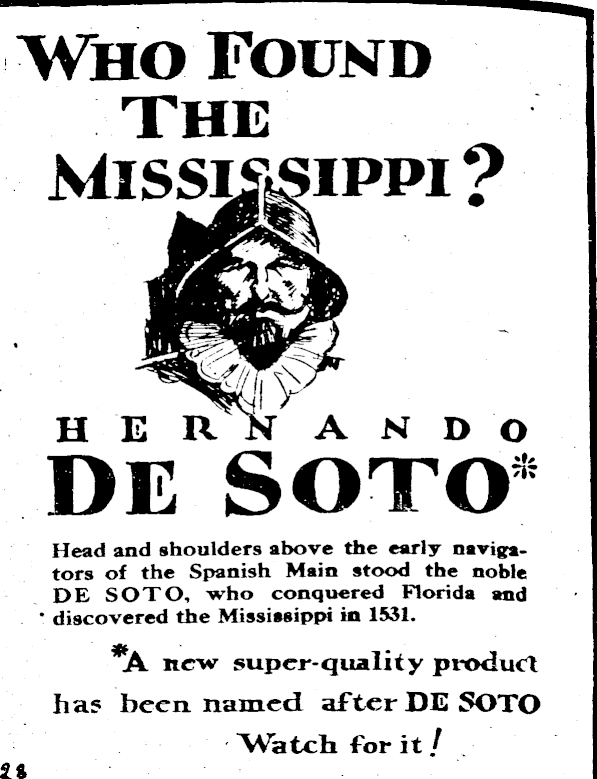 WHO FOUND
THE
MISSISSIPPI?
HERNANDO
DE SOTO*
Head and shoulders above the early naviga-
tors of the Spanish Main stood the noble
DE SOTO, who conquered Florida and
discovered the Mississippi in 1531.
*A new super-quality product
has been named after DE SOTO
Watch for it!
28